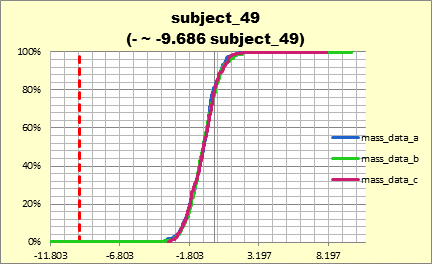 subject_49
(- ~ -9.686 subject_49)
100%
80%
60%
40%
20%
0%
-11.803 -6.803 -1.803 3.197 8.197
mass_data_a
mass_data_b
mass_data_c